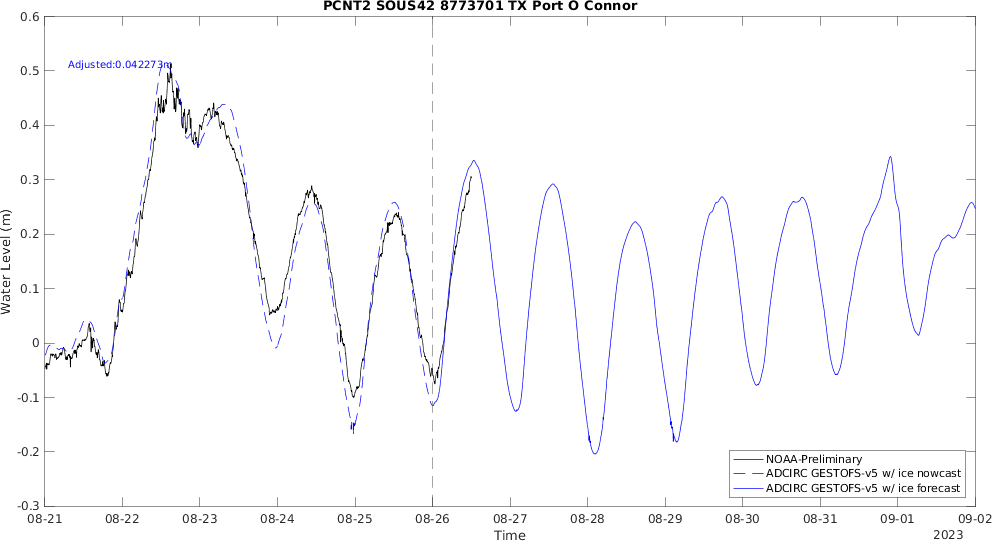 PCNT2 SOUS42 8773701 TX Port O Connor
0.6
0.5
0.4
0.3
0.2
0.1
0
-0.1
-0.2
-0.3
Water Level (m)
Adjusted:0.042273m
NOAA-Preliminary
ADCIRC GESTOFS-v5 w/ ice nowcast
ADCIRC GESTOFS-v5 w/ ice forecast
08-21 08-22 08-23 08-24 08-25 08-26 08-27 08-28 08-29 08-30 08-31 09-01 09-02
Time
2023